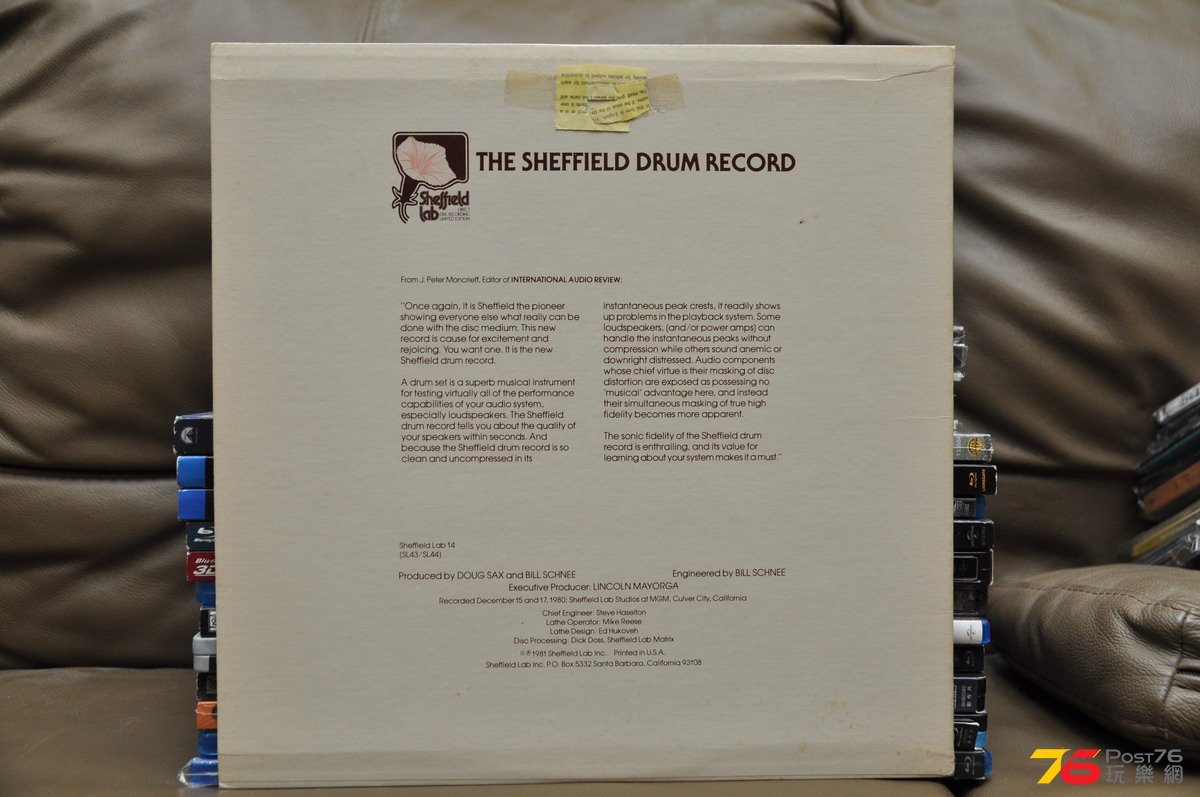 THE SHEFFIELD DRUM RECORD
Sheffield
Lab
DIRECT
DISC RECORDING
LIMITED EDITION
From J. Peter Moncrieff, Editor of INTERNATIONAL AUDIO REVIEW:
"Once again, it is Sheffield the pioneer
showing everyone else what really can be
done with the disc medium. This new
record is cause for excitement and
rejoicing. You want one. It is the new
Sheffield drum record.
A drum set is a superb musical instrument
for testing virtually all of the performance
capabilities of your audio system,
especially loudspeakers. The Sheffield
drum record tells you about the quality of
your speakers within seconds. And
because the Sheffield drum record is so
clean and uncompressed in its
instantaneous peak crests, it readily shows
up problems in the playback system. Some
loudspeakers, (and/or power amps) can
handle the instantaneous peaks without
compression while others sound anemic or
downright distressed. Audio components
whose chief virtue is their masking of disc
distortion are exposed as possessing no
'musical' advantage here, and instead
their simultaneous masking of true high
fidelity becomes more apparent.
The sonic fidelity of the Sheffield drum
record is enthralling, and its value for
learning about your system makes it a must."
Sheffield Lab 14
(SL43/SL44)
Produced by DOUG SAX and BILL SCHNEE
Engineered by BILL SCHNEE
Executive Producer: LINCOLN MAYORGA
Recorded December 15 and 17, 1980, Sheffield Lab Studios at MGM, Culver City, California
Chief Engineer: Steve Haselton
Lathe Operator: Mike Reese
Lathe Design: Ed Hukoveh
Disc Processing: Dick Doss, Sheffield Lab Matrix
© ℗ 1981 Sheffield Lab Inc. Printed in U.S.A.
Sheffield Lab Inc. P.O. Box 5332 Santa Barbara, California 93108
Blu-ray
3D
76 POST76
玩樂網